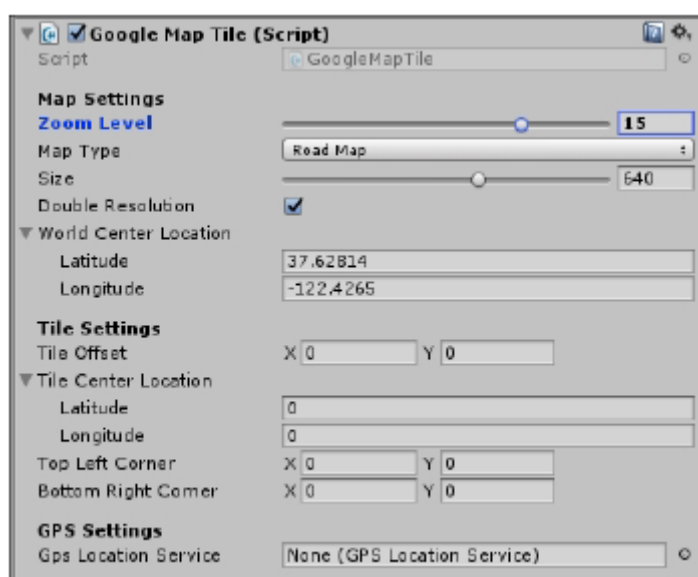 Google Map Tile (Script)
Script GoogleMapTile
Map Settings
Zoom Level 15
Map Type Road Map
Size 640
Double Resolution
World Center Location
Latitude 37.62814
Longitude -122.4265
Tile Settings
Tile Offset X 0 Y 0
Tile Center Location
Latitude 0
Longitude 0
Top Left Corner X 0 Y 0
Bottom Right Corner X 0 Y 0
GPS Settings
Gps Location Service None (GPS Location Service)